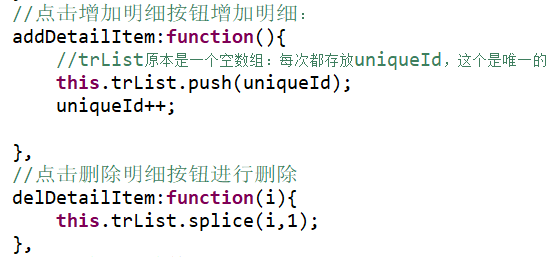 //点击增加明细按钮增加明细：
addDetailItem:function(){
//trList原本是一个空数组：每次都存放uniqueId，这个是唯一的
this.trList.push(uniqueId);
uniqueId++;
},
//点击删除明细按钮进行删除
delDetailItem:function(i){
this.trList.splice(i,1);
},